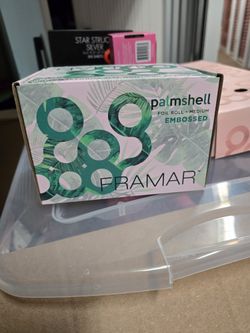 STAR STRUCK
SILVER
palmshell
FOIL ROLL • MEDIUM
EMBOSSED
FRAMAR